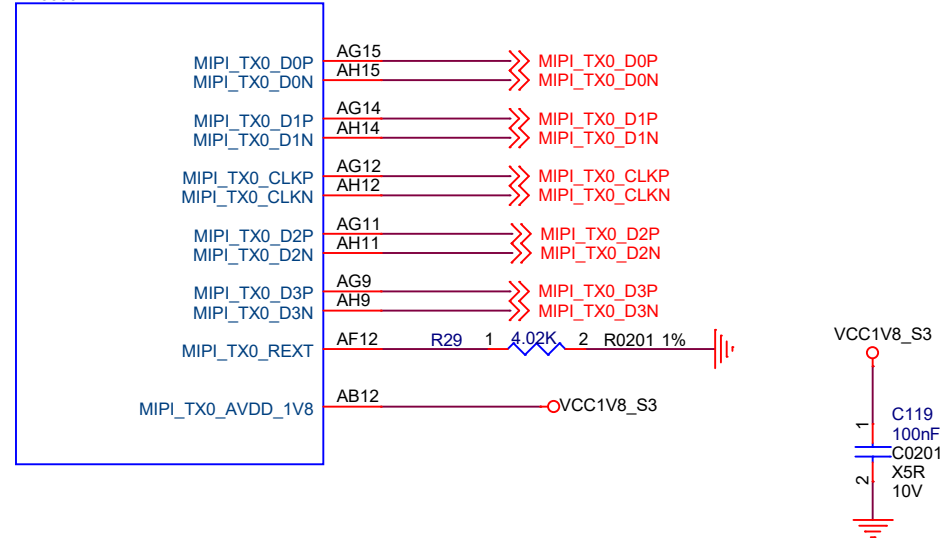 MIPI_TX0_D0P AG15 MIPI_TX0_D0P
MIPI_TX0_D0N AH15 MIPI_TX0_D0N
MIPI_TX0_D1P AG14 MIPI_TX0_D1P
MIPI_TX0_D1N AH14 MIPI_TX0_D1N
MIPI_TX0_CLKP AG12 MIPI_TX0_CLKP
MIPI_TX0_CLKN AH12 MIPI_TX0_CLKN
MIPI_TX0_D2P AG11 MIPI_TX0_D2P
MIPI_TX0_D2N AH11 MIPI_TX0_D2N
MIPI_TX0_D3P AG9 MIPI_TX0_D3P
MIPI_TX0_D3N AH9 MIPI_TX0_D3N
MIPI_TX0_REXT AF12 R29 1 4.02K 2 R0201 1%
MIPI_TX0_AVDD_1V8 AB12 VCC1V8_S3
VCC1V8_S3
1
C119
100nF
C0201
X5R
10V
2